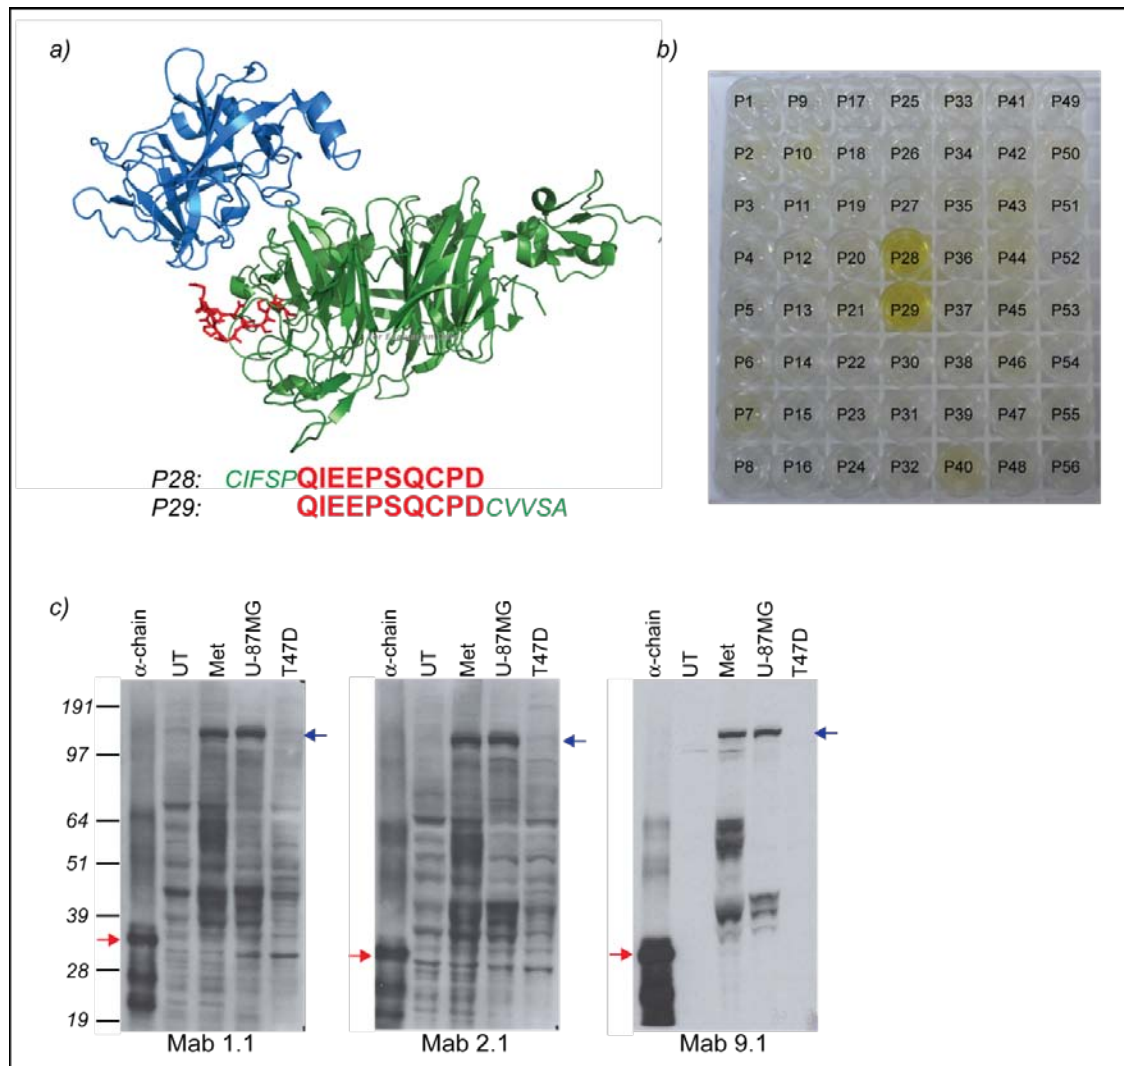 a)
b)
P28: CIFSPQIEEPSQCPD
P29: QIEEPSQCPDCVVSA
P1 P9 P17 P25 P33 P41 P49
P2 P10 P18 P26 P34 P42 P50
P3 P11 P19 P27 P35 P43 P51
P4 P12 P20 P28 P36 P44 P52
P5 P13 P21 P29 P37 P45 P53
P6 P14 P22 P30 P38 P46 P54
P7 P15 P23 P31 P39 P47 P55
P8 P16 P24 P32 P40 P48 P56
c)
α-chain UT Met U-87MG T47D
α-chain UT Met U-87MG T47D
α-chain UT Met U-87MG T47D
191
97
64
51
39
28
19
Mab 1.1
Mab 2.1
Mab 9.1